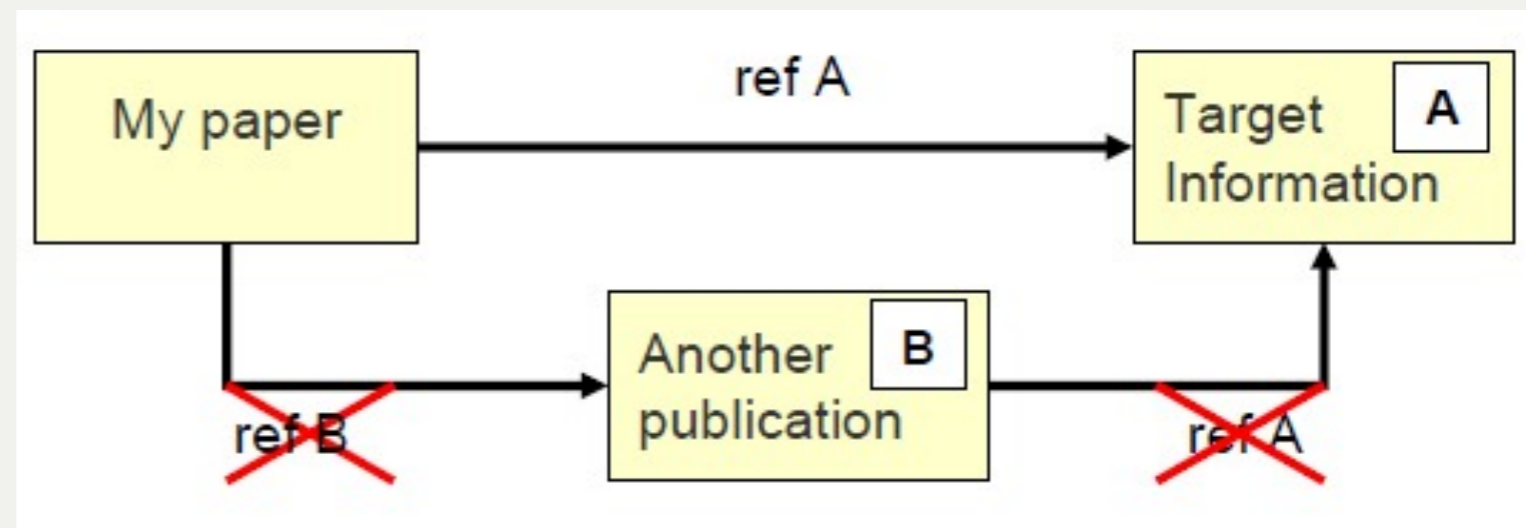 ref A
My paper
Target
A
Information
Another
B
publication
ref B
ref A